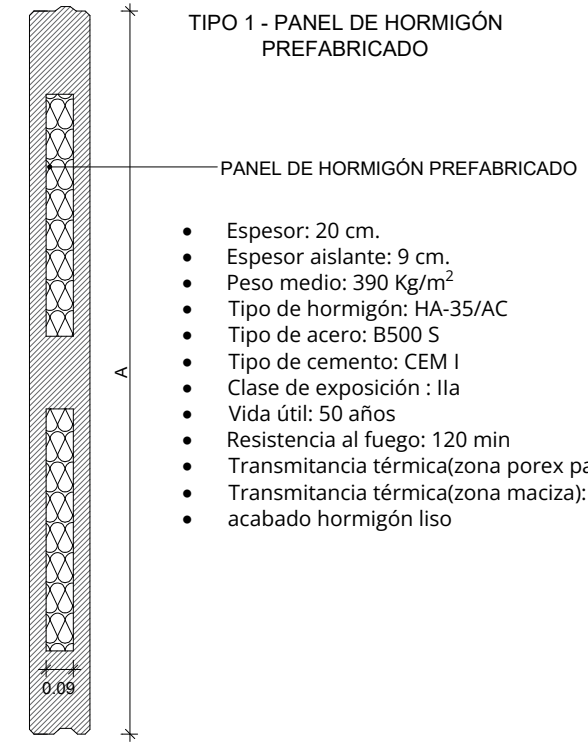 TIPO 1 - PANEL DE HORMIGÓN
PREFABRICADO
PANEL DE HORMIGÓN PREFABRICADO
• Espesor: 20 cm.
• Espesor aislante: 9 cm.
• Peso medio: 390 Kg/m²
• Tipo de hormigón: HA-35/AC
• Tipo de acero: B500 S
• Tipo de cemento: CEM I
• Clase de exposición : IIa
• Vida útil: 50 años
• Resistencia al fuego: 120 min
• Transmitancia térmica(zona porex
• Transmitancia térmica(zona maciza):
• acabado hormigón liso
A
0.09